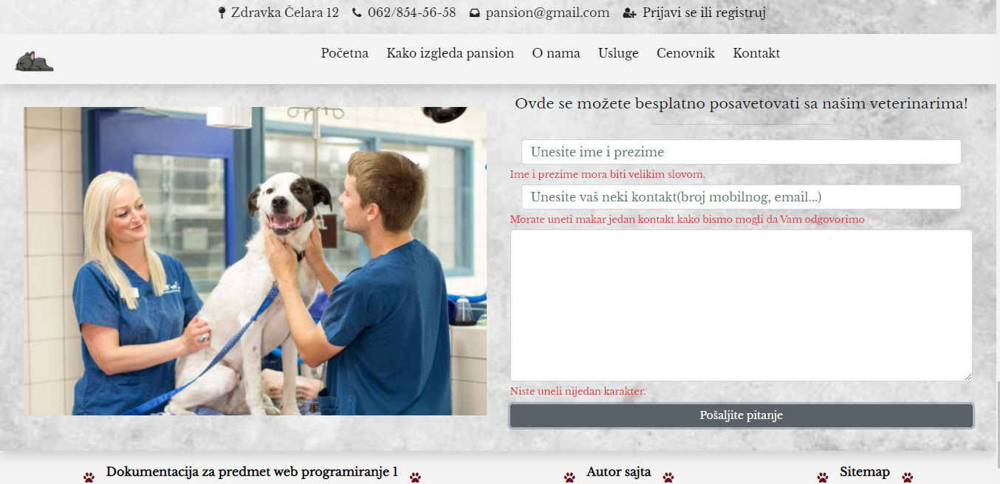 Zdravka Čelara 12 062/854-56-58 pansion@gmail.com Prijavi se ili registruj
Početna Kako izgleda pansion O nama Usluge Cenovnik Kontakt
Ovde se možete besplatno posavetovati sa našim veterinarima!
Unesite ime i prezime
Ime i prezime mora biti velikim slovom.
Unesite vaš neki kontakt(broj mobilnog, email...)
Morate uneti makar jedan kontakt kako bismo mogli da Vam odgovorimo
Niste uneli nijedan karakter.
Pošaljite pitanje
Dokumentacija za predmet web programiranje 1 Autor sajta Sitemap